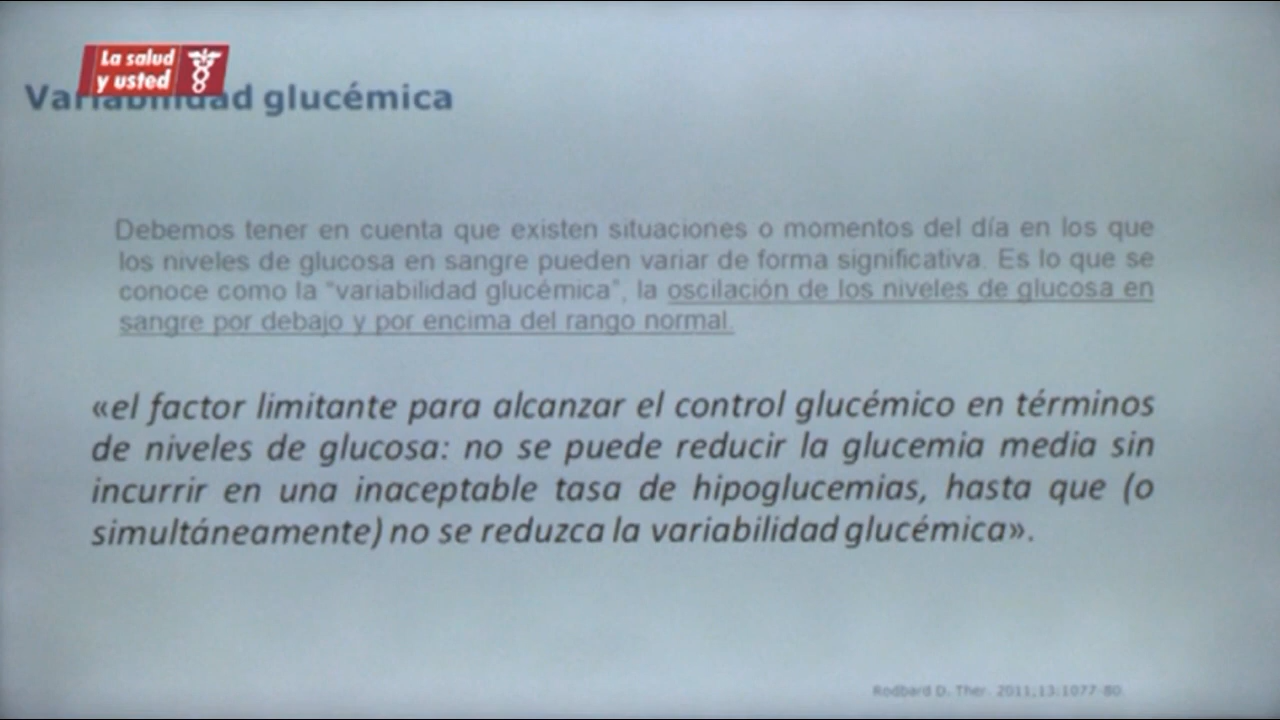 La salud
y usted
Variabilidad glucémica
Debemos tener en cuenta que existen situaciones o momentos del día en los que
los niveles de glucosa en sangre pueden variar de forma significativa. Es lo que se
conoce como la "variabilidad glucémica", la oscilación de los niveles de glucosa en
sangre por debajo y por encima del rango normal.
«el factor limitante para alcanzar el control glucémico en términos
de niveles de glucosa: no se puede reducir la glucemia media sin
incurrir en una inaceptable tasa de hipoglucemias, hasta que (o
simultáneamente) no se reduzca la variabilidad glucémica».
Rodbard D. Ther. 2011;13:1077-80